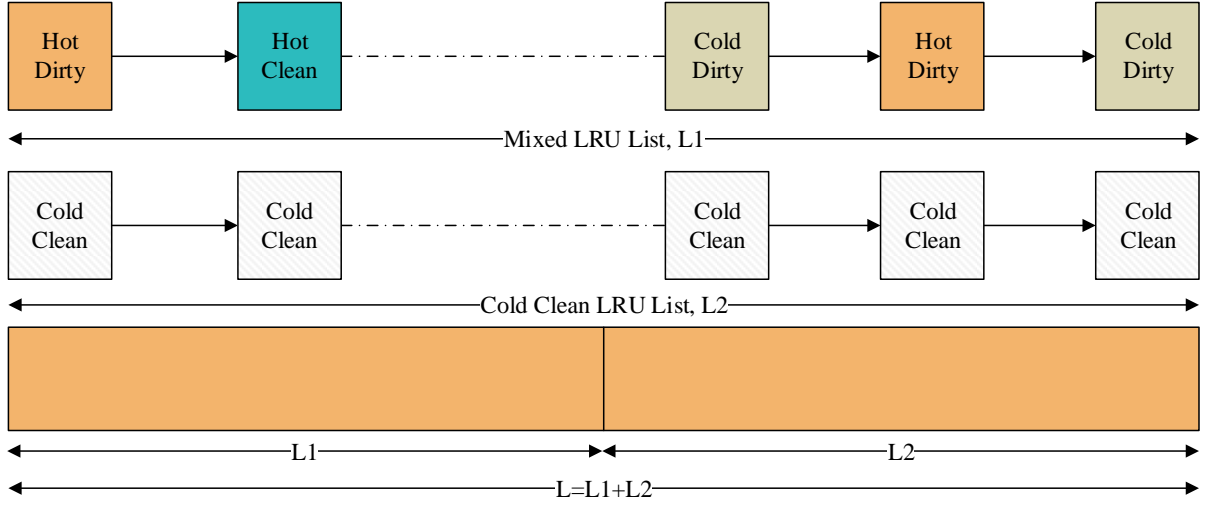 Hot
Dirty
Hot
Clean
Cold
Dirty
Hot
Dirty
Cold
Dirty
Mixed LRU List, L1
Cold
Clean
Cold
Clean
Cold
Clean
Cold
Clean
Cold
Clean
Cold Clean LRU List, L2
L1
L2
L=L1+L2